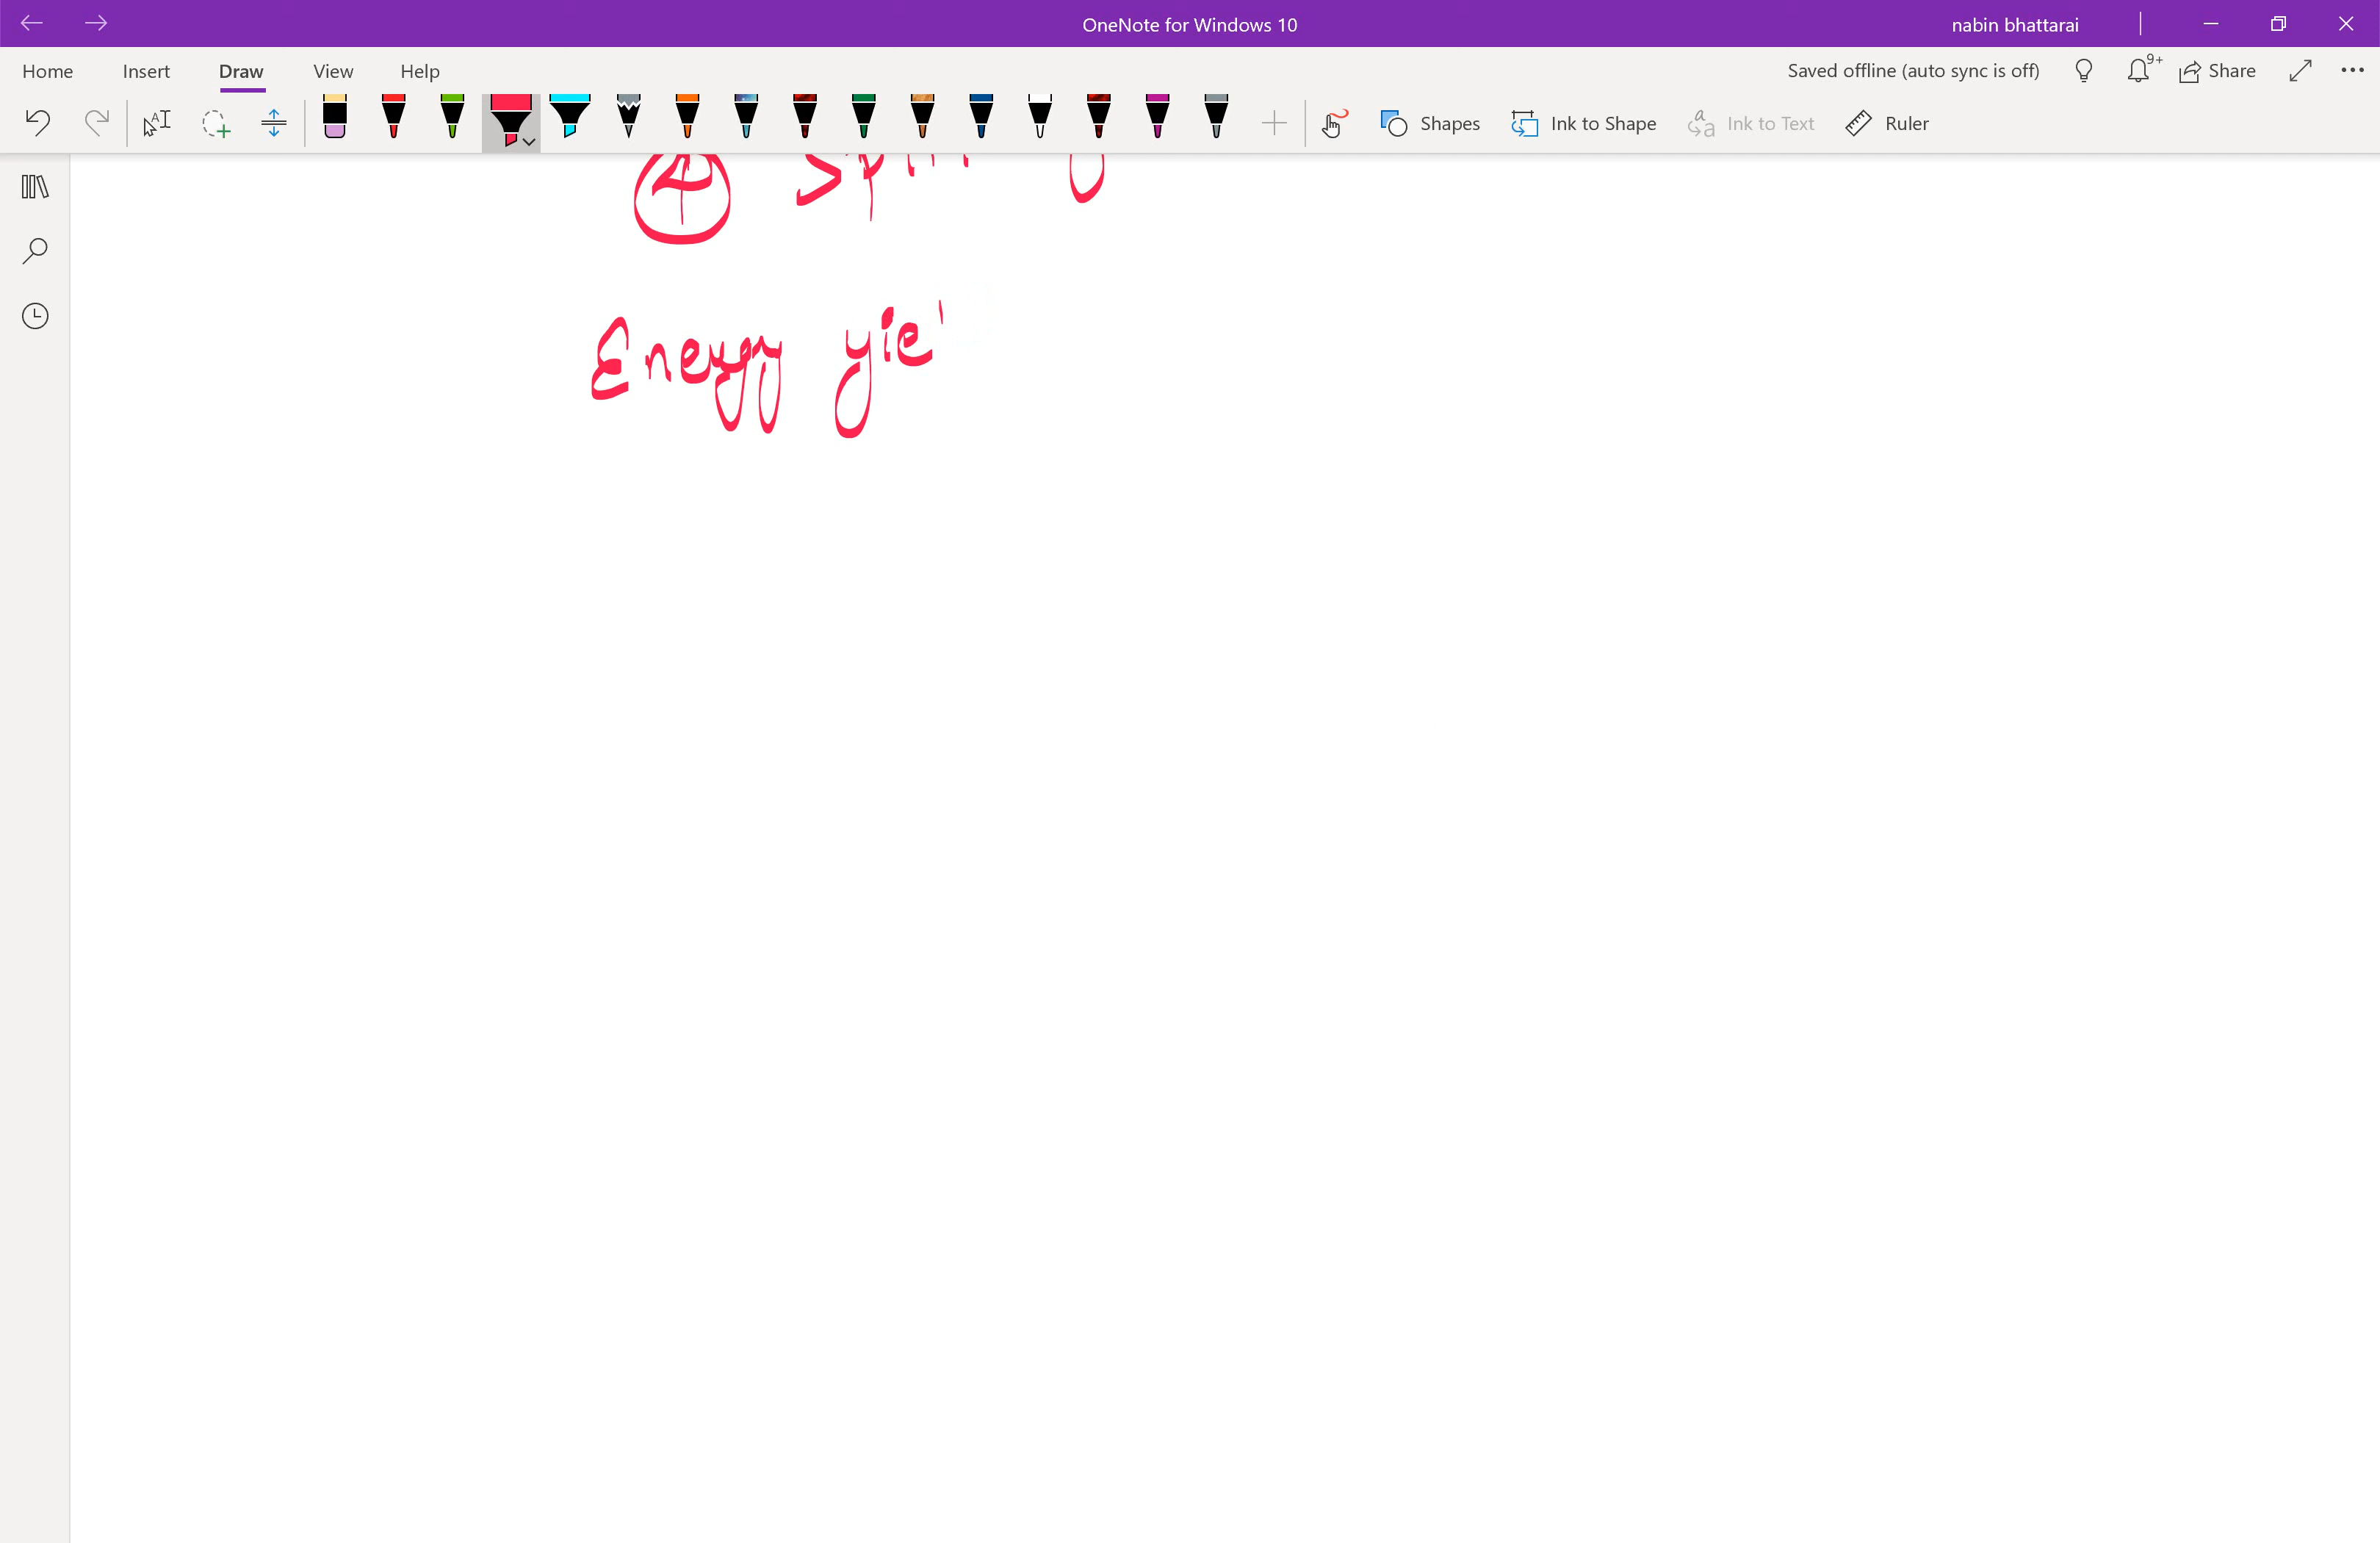 OneNote for Windows 10
nabin bhattarai
Home Insert Draw View Help
Saved offline (auto sync is off) 9+ Share
Shapes Ink to Shape Ink to Text Ruler
4
Energy yie'